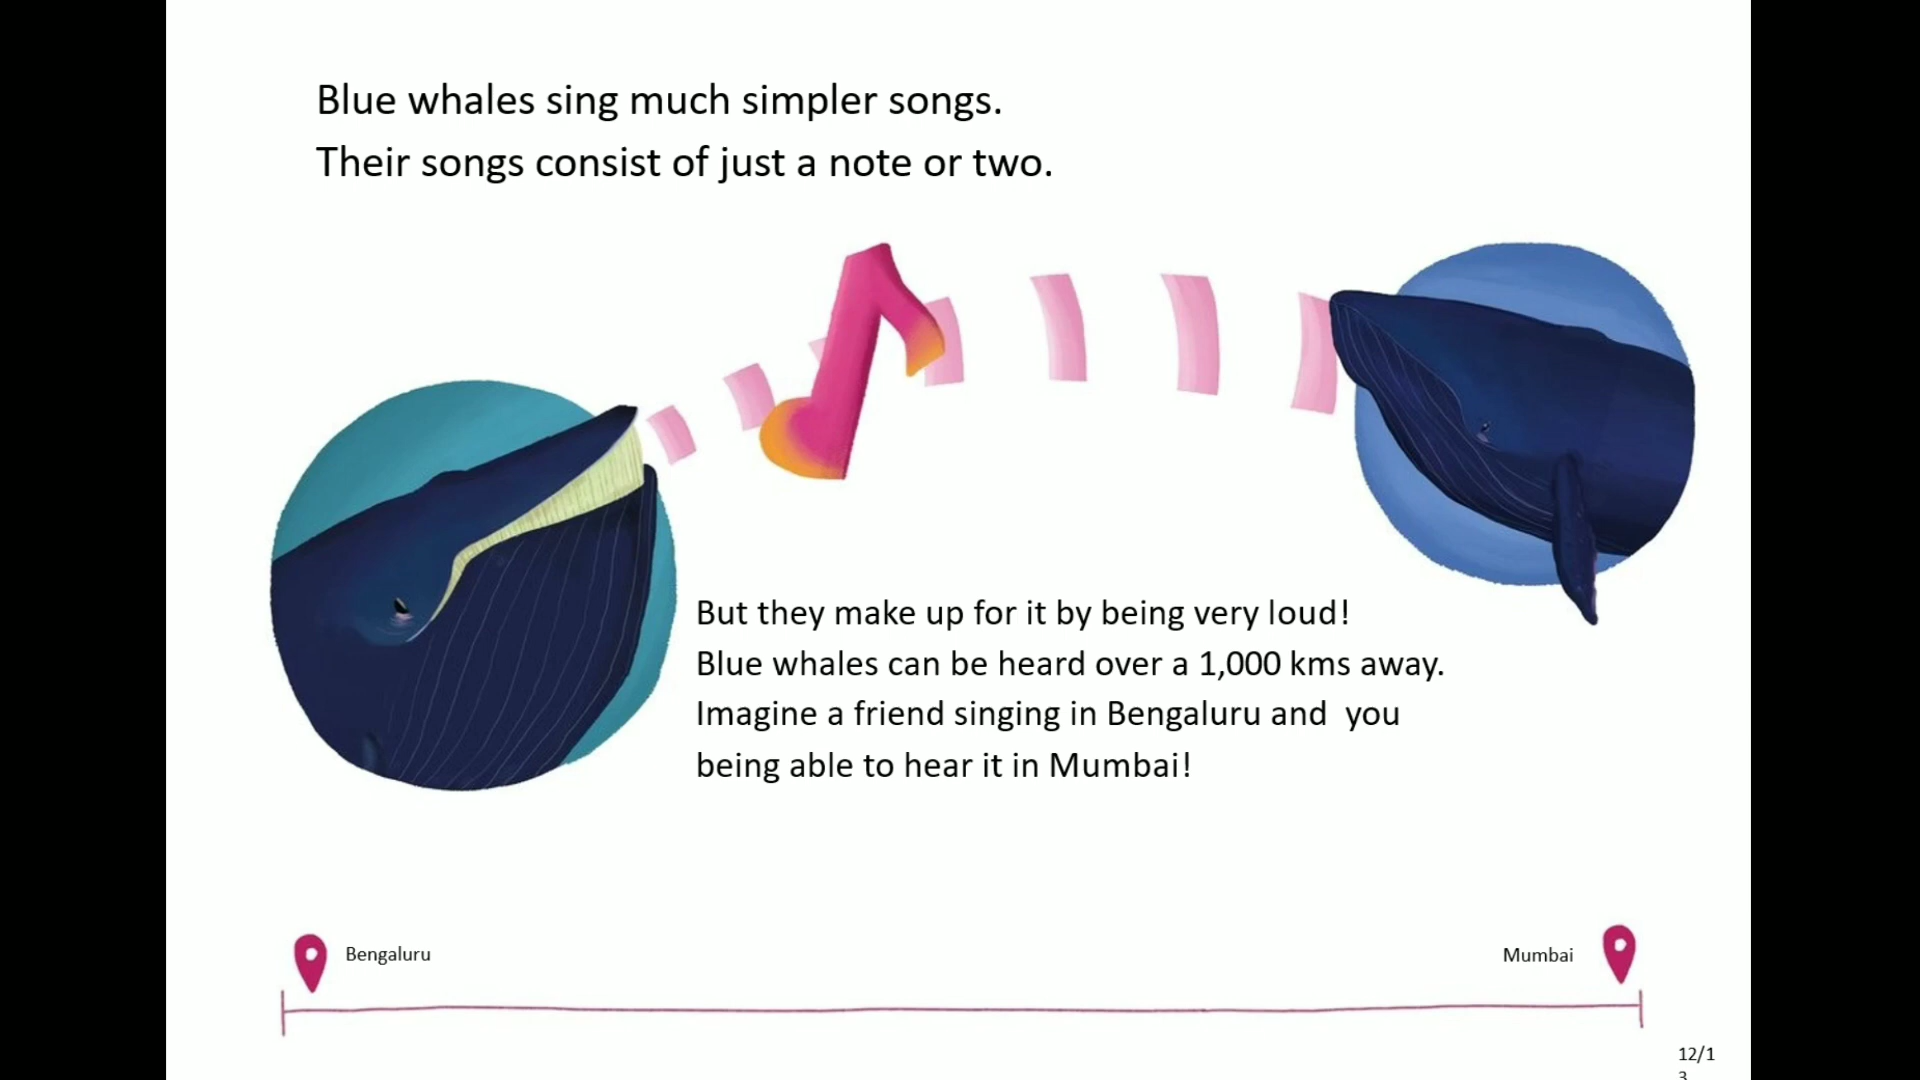 Blue whales sing much simpler songs.
Their songs consist of just a note or two.
But they make up for it by being very loud!
Blue whales can be heard over a 1,000 kms away.
Imagine a friend singing in Bengaluru and  you
being able to hear it in Mumbai!
Bengaluru
Mumbai
12/1
3